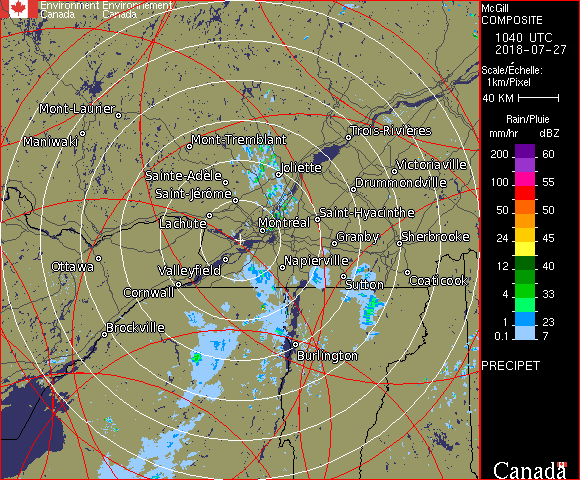 Environment Environnement
Canada Canada
McGill
COMPOSITE
1040 UTC
2018-07-27
Scale/Échelle:
1km/Pixel
40 KM
Rain/Pluie
mm/hr dBZ
200 60
100 55
50 50
24 45
12 40
4 33
1 23
0.1 7
PRECIPET
Canada
Mont-Laurier
Maniwaki
Mont-Tremblant
Trois-Rivières
Joliette
Victoriaville
Sainte-Adèle
Drummondville
Saint-Jérôme
Saint-Hyacinthe
Lachute
Montréal
Granby
Sherbrooke
Ottawa
Valleyfield
Napierville
Sutton
Coaticook
Cornwall
Brockville
Burlington